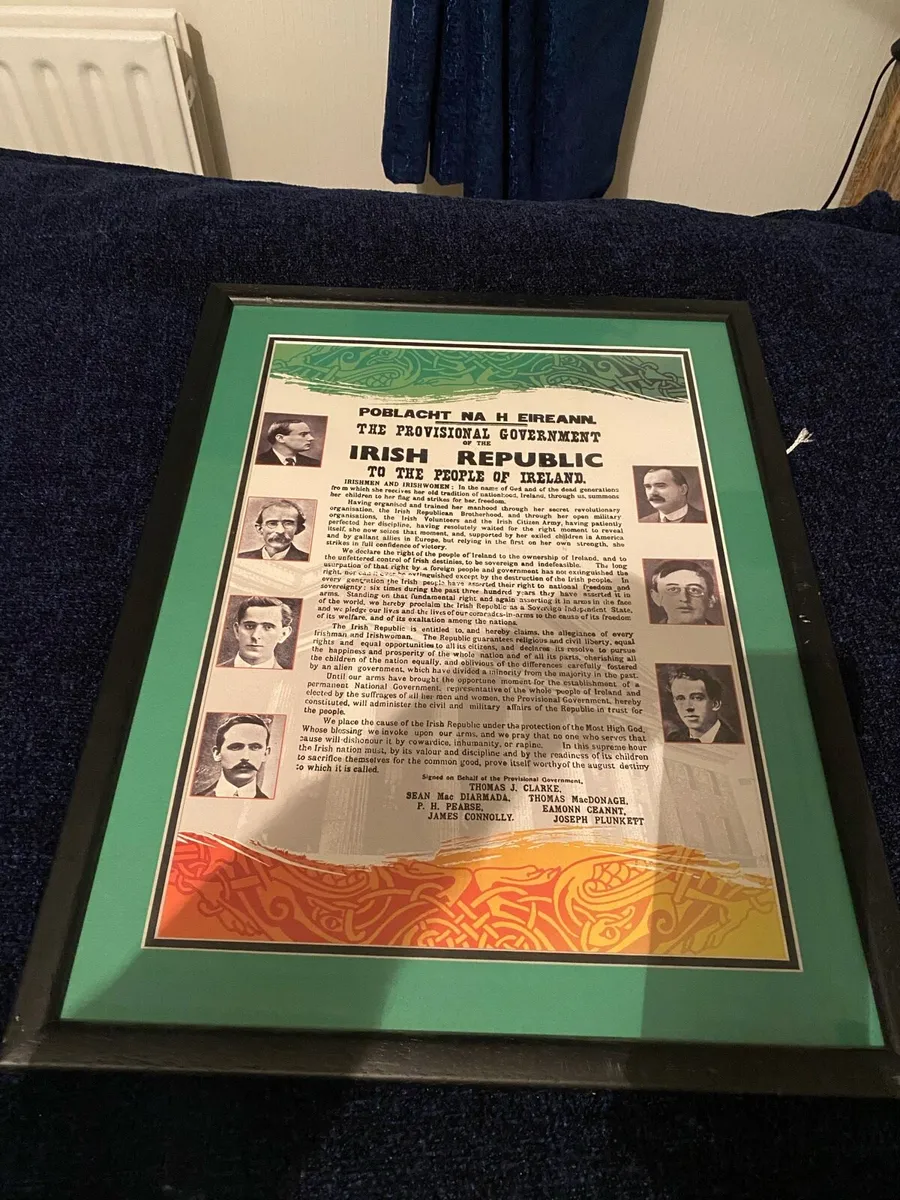 POBLACHT NA H EIREANN.
THE PROVISIONAL GOVERNMENT
OF THE
IRISH REPUBLIC
TO THE PEOPLE OF IRELAND.
IRISHMEN AND IRISHWOMEN: In the name of God and of the dead generations
from which she receives her old tradition of nationhood, Ireland, through us, summons
her children to her flag and strikes for her freedom.
Having organised and trained her manhood through her secret revolutionary
organisation, the Irish Republican Brotherhood, and through her open military
organisations, the Irish Volunteers and the Irish Citizen Army, having patiently
perfected her discipline, having resolutely waited for the right moment to reveal
itself, she now seizes that moment, and, supported by her exiled children in America
and by gallant allies in Europe, but relying in the first on her own strength, she
strikes in full confidence of victory.
We declare the right of the people of Ireland to the ownership of Ireland, and to
the unfettered control of Irish destinies, to be sovereign and indefeasible. The long
usurpation of that right by a foreign people and government has not extinguished the
right, nor can it ever be extinguished except by the destruction of the Irish people. In
every generation the Irish people have asserted their right to national freedom and
sovereignty; six times during the past three hundred years they have asserted it in
arms. Standing on that fundamental right and again asserting it in arms in the face
of the world, we hereby proclaim the Irish Republic as a Sovereign Independent State,
and we pledge our lives and the lives of our comrades-in-arms to the cause of its freedom
of its welfare, and of its exaltation among the nations.
The Irish Republic is entitled to, and hereby claims, the allegiance of every
Irishman and Irishwoman. The Republic guarantees religious and civil liberty, equal
rights and equal opportunities to all its citizens, and declares its resolve to pursue
the happiness and prosperity of the whole nation and of all its parts, cherishing all
the children of the nation equally, and oblivious of the differences carefully fostered
by an alien government, which have divided a minority from the majority in the past.
Until our arms have brought the opportune moment for the establishment of a
permanent National Government, representative of the whole people of Ireland and
elected by the suffrages of all her men and women, the Provisional Government, hereby
constituted, will administer the civil and military affairs of the Republic in trust for
the people.
We place the cause of the Irish Republic under the protection of the Most High God,
Whose blessing we invoke upon our arms, and we pray that no one who serves that
cause will dishonour it by cowardice, inhumanity, or rapine. In this supreme hour
the Irish nation must, by its valour and discipline and by the readiness of its children
to sacrifice themselves for the common good, prove itself worthy of the august destiny
to which it is called.
Signed on Behalf of the Provisional Government,
THOMAS J. CLARKE,
SEAN Mac DIARMADA, THOMAS MacDONAGH,
P. H. PEARSE, EAMONN CEANNT,
JAMES CONNOLLY. JOSEPH PLUNKETT